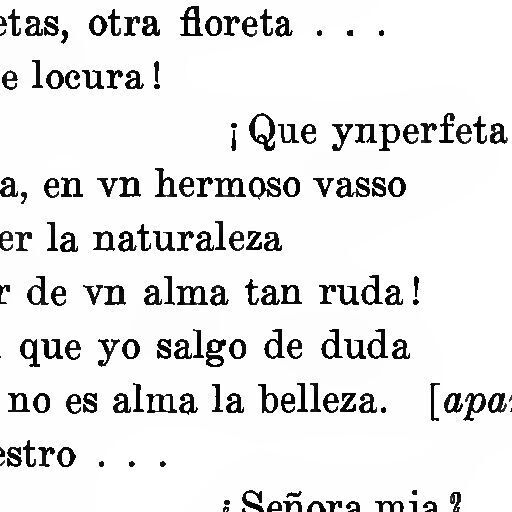 etas, otra floreta . . .
e locura!
¡Que ynperfeta
a, en vn hermoso vasso
er la naturaleza
r de vn alma tan ruda!
que yo salgo de duda
no es alma la belleza. [apar
estro . . .
¿Señora mia?